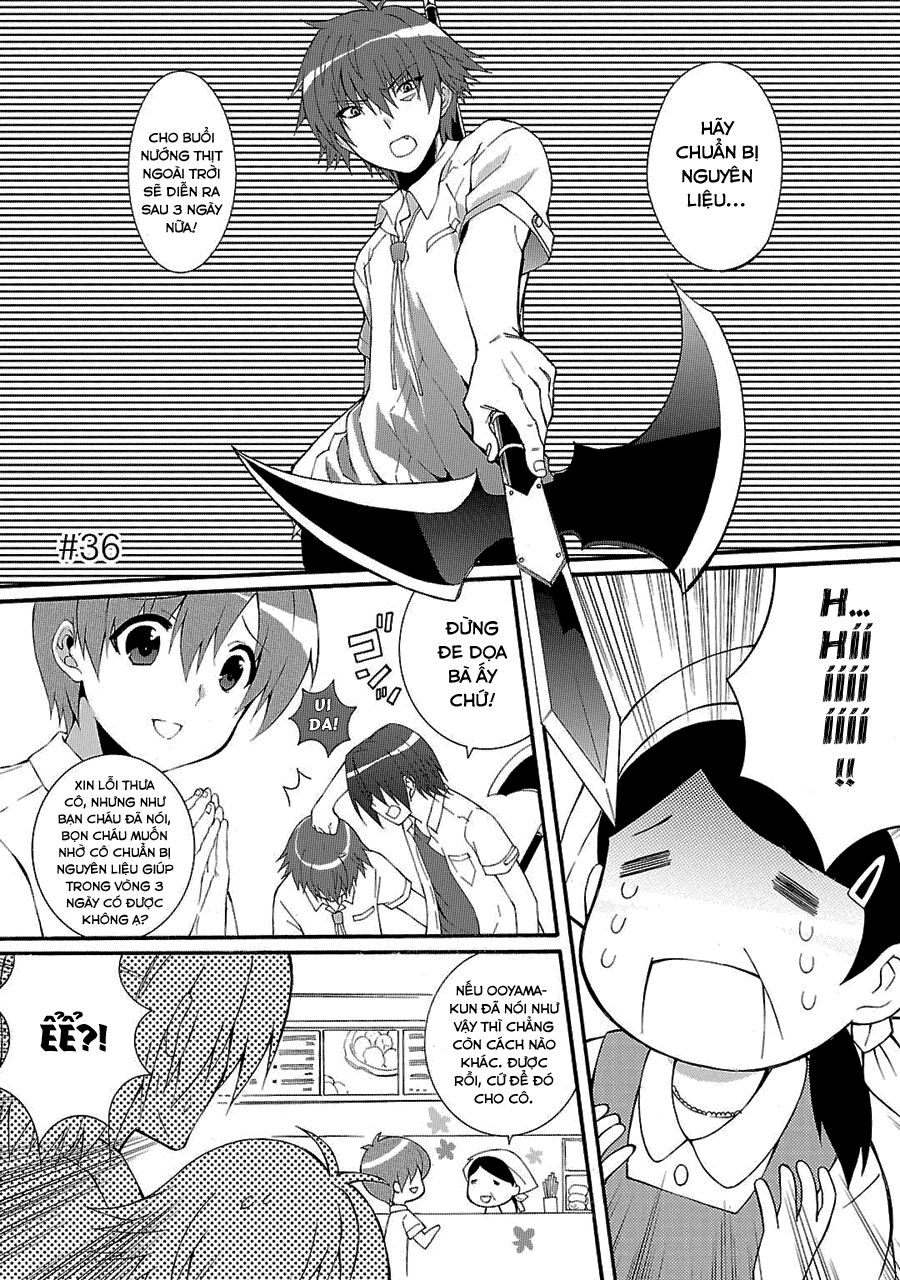 HÃY
CHUẨN BỊ
NGUYÊN
LIỆU...
CHO BUỔI
NƯỚNG THỊT
NGOÀI TRỜI
SẼ DIỄN RA
SAU 3 NGÀY
NỮA!
#36
H...
HÍÍ
ÍÍÍÍ
ÍÍÍÍ
!!
ĐỪNG
ĐE DỌA
BÀ ẤY
CHỨ!
ゴンッ
UI
DA!
XIN LỖI THƯA
CÔ, NHƯNG NHƯ
BẠN CHÁU ĐÃ NÓI,
BỌN CHÁU MUỐN
NHỜ CÔ CHUẨN BỊ
NGUYÊN LIỆU GIÚP
TRONG VÒNG 3
NGÀY CÓ ĐƯỢC
KHÔNG Ạ?
NẾU OOYAMA-
KUN ĐÃ NÓI NHƯ
VẬY THÌ CHẲNG
CÒN CÁCH NÀO
KHÁC. ĐƯỢC
RỒI, CỨ ĐỂ ĐÓ
CHO CÔ.
ỂỂ?!